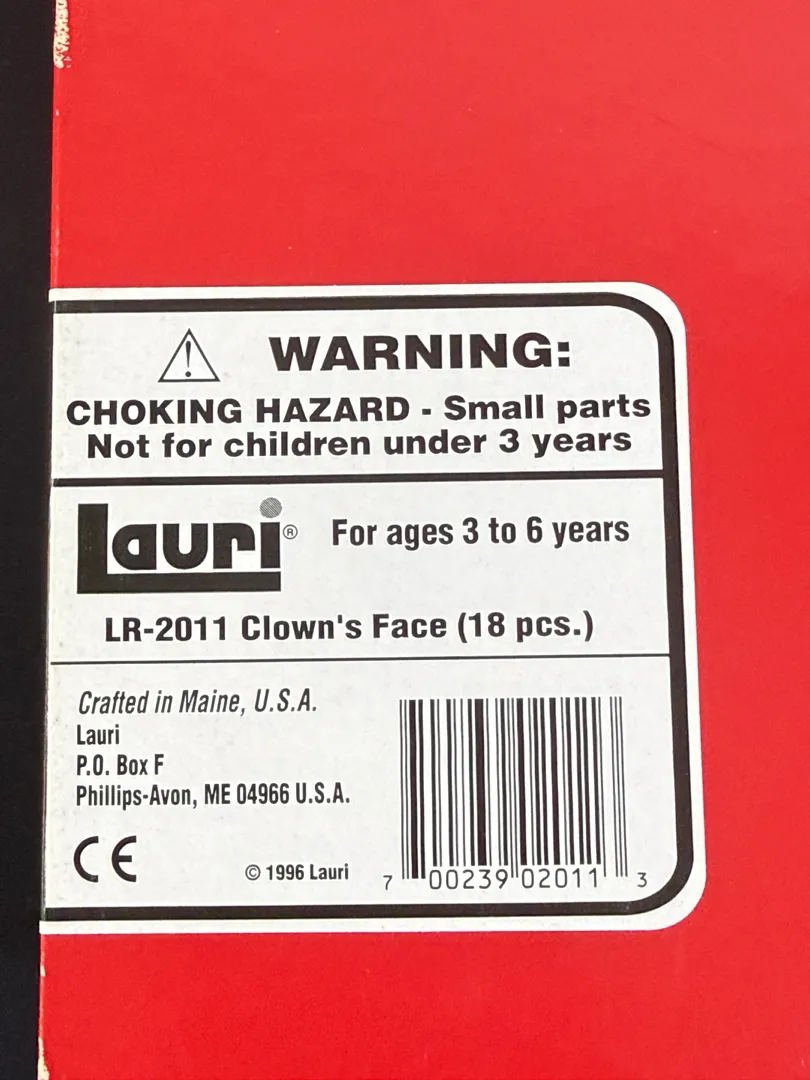 WARNING:
CHOKING HAZARD - Small parts
Not for children under 3 years
Lauri® For ages 3 to 6 years
LR-2011 Clown's Face (18 pcs.)
Crafted in Maine, U.S.A.
Lauri
P.O. Box F
Phillips-Avon, ME 04966 U.S.A.
CE
© 1996 Lauri
7 00239 02011 3